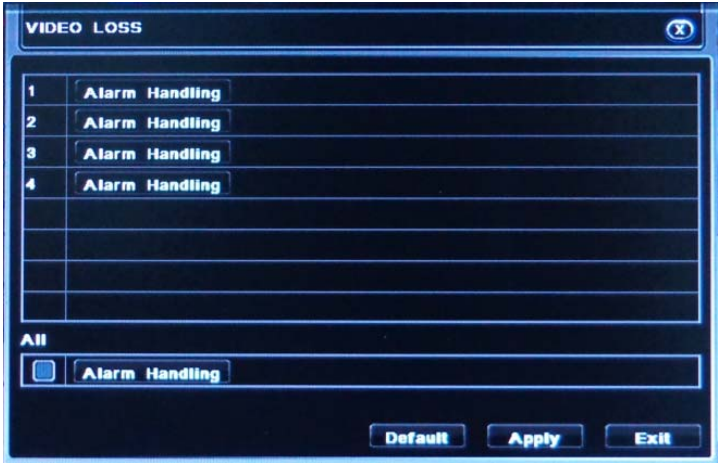 VIDEO LOSS X
1 Alarm Handling
2 Alarm Handling
3 Alarm Handling
4 Alarm Handling
All
Alarm Handling
Default Apply Exit